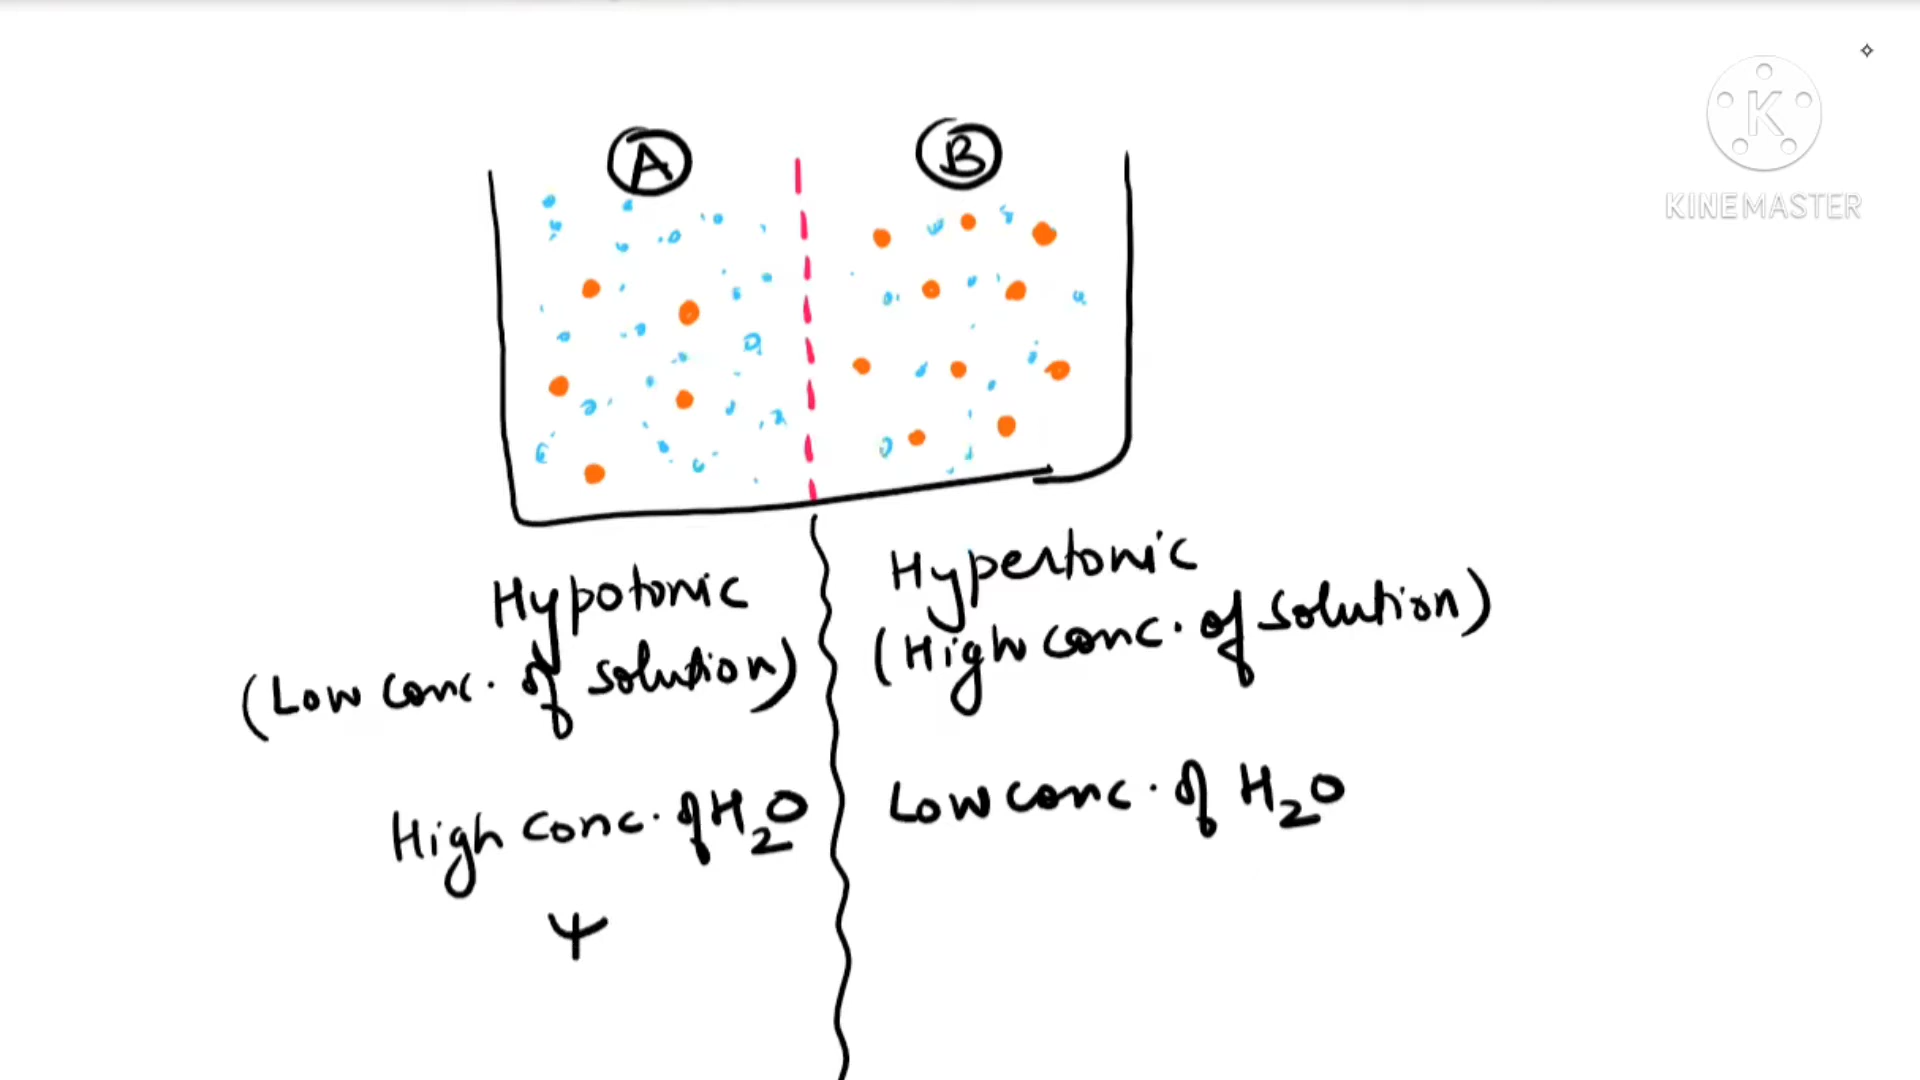 A
B
K
KINEMASTER
Hypotonic
(Low conc. of solution)
High conc. of H2O
Ψ
Hypertonic
(High conc. of solution)
Low conc. of H2O